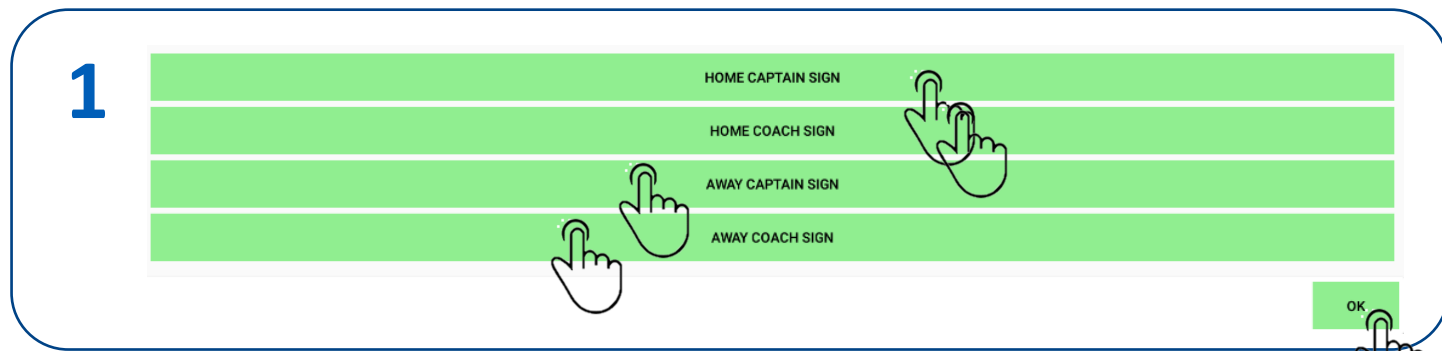 1
HOME CAPTAIN SIGN
HOME COACH SIGN
AWAY CAPTAIN SIGN
AWAY COACH SIGN
OK